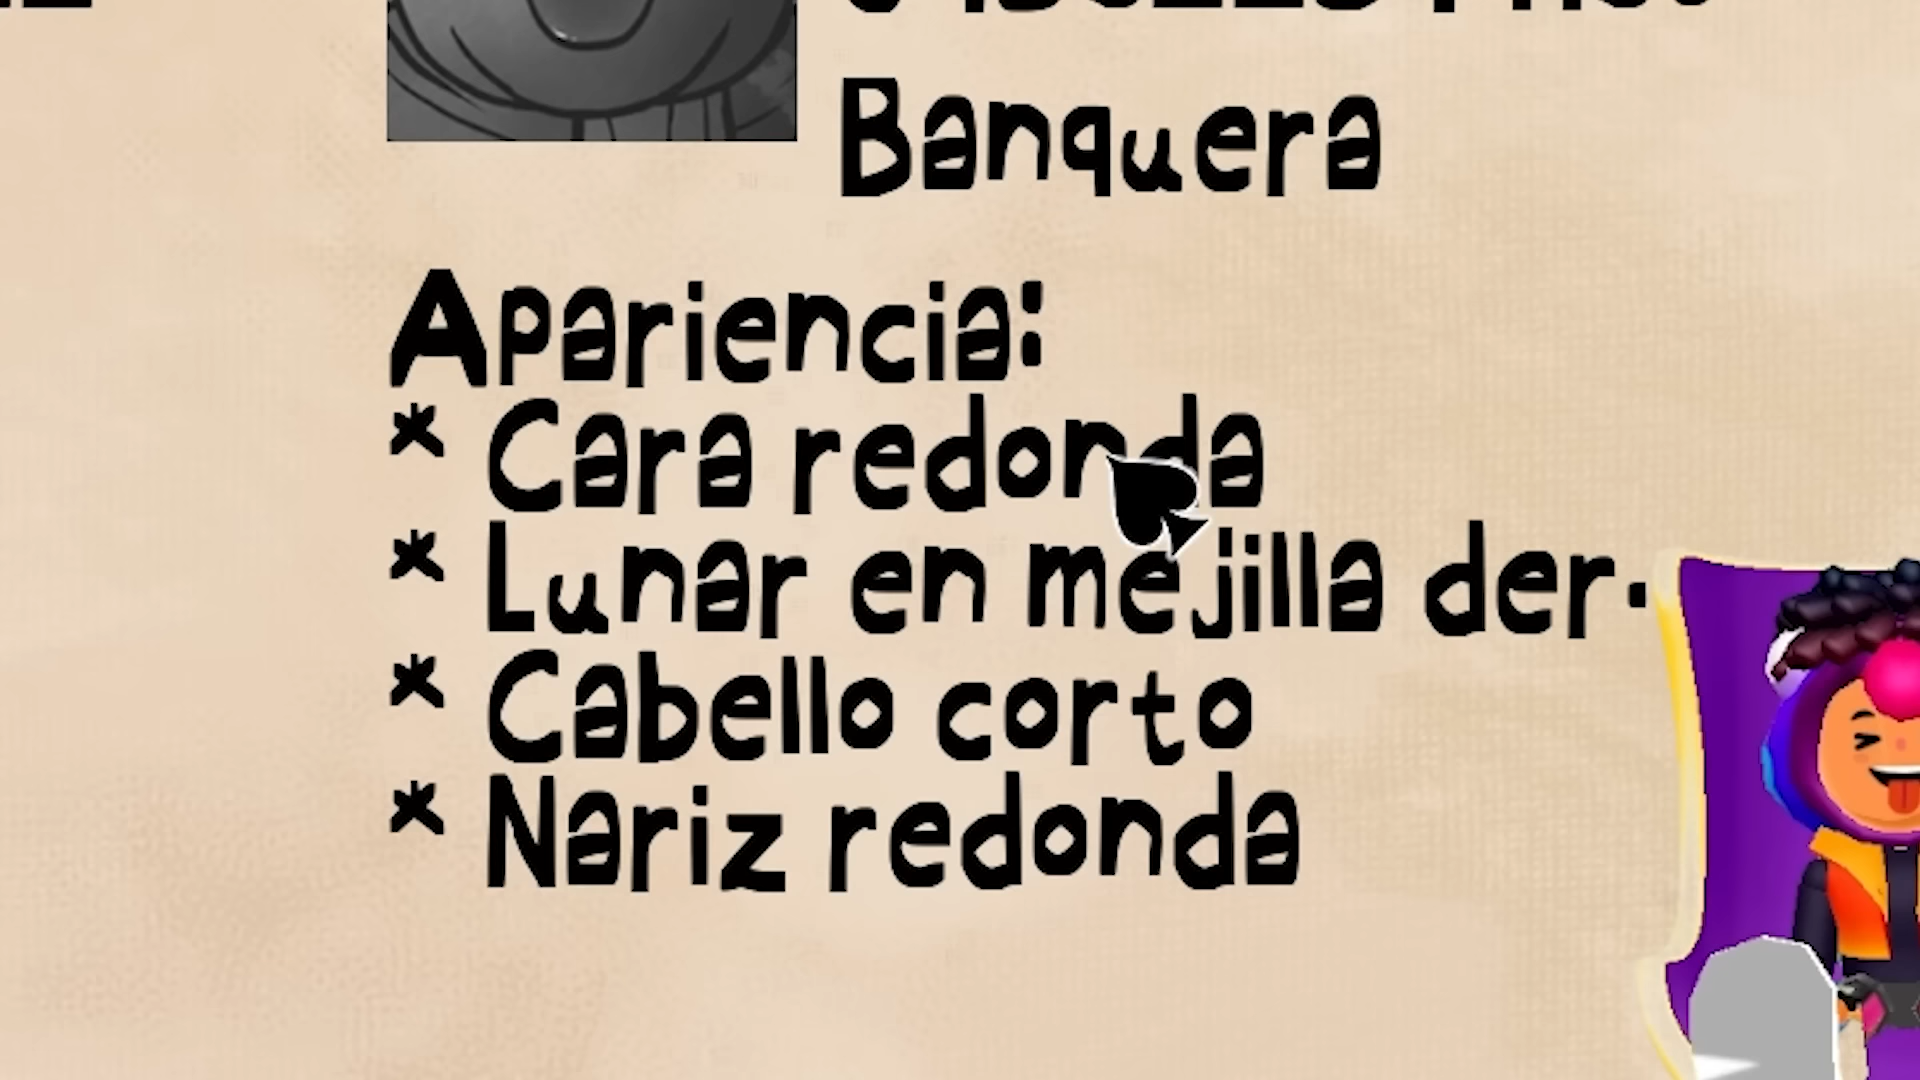 Banquera
Apariencia:
* Cara redonda
* Lunar en mejilla der.
* Cabello corto
* Nariz redonda